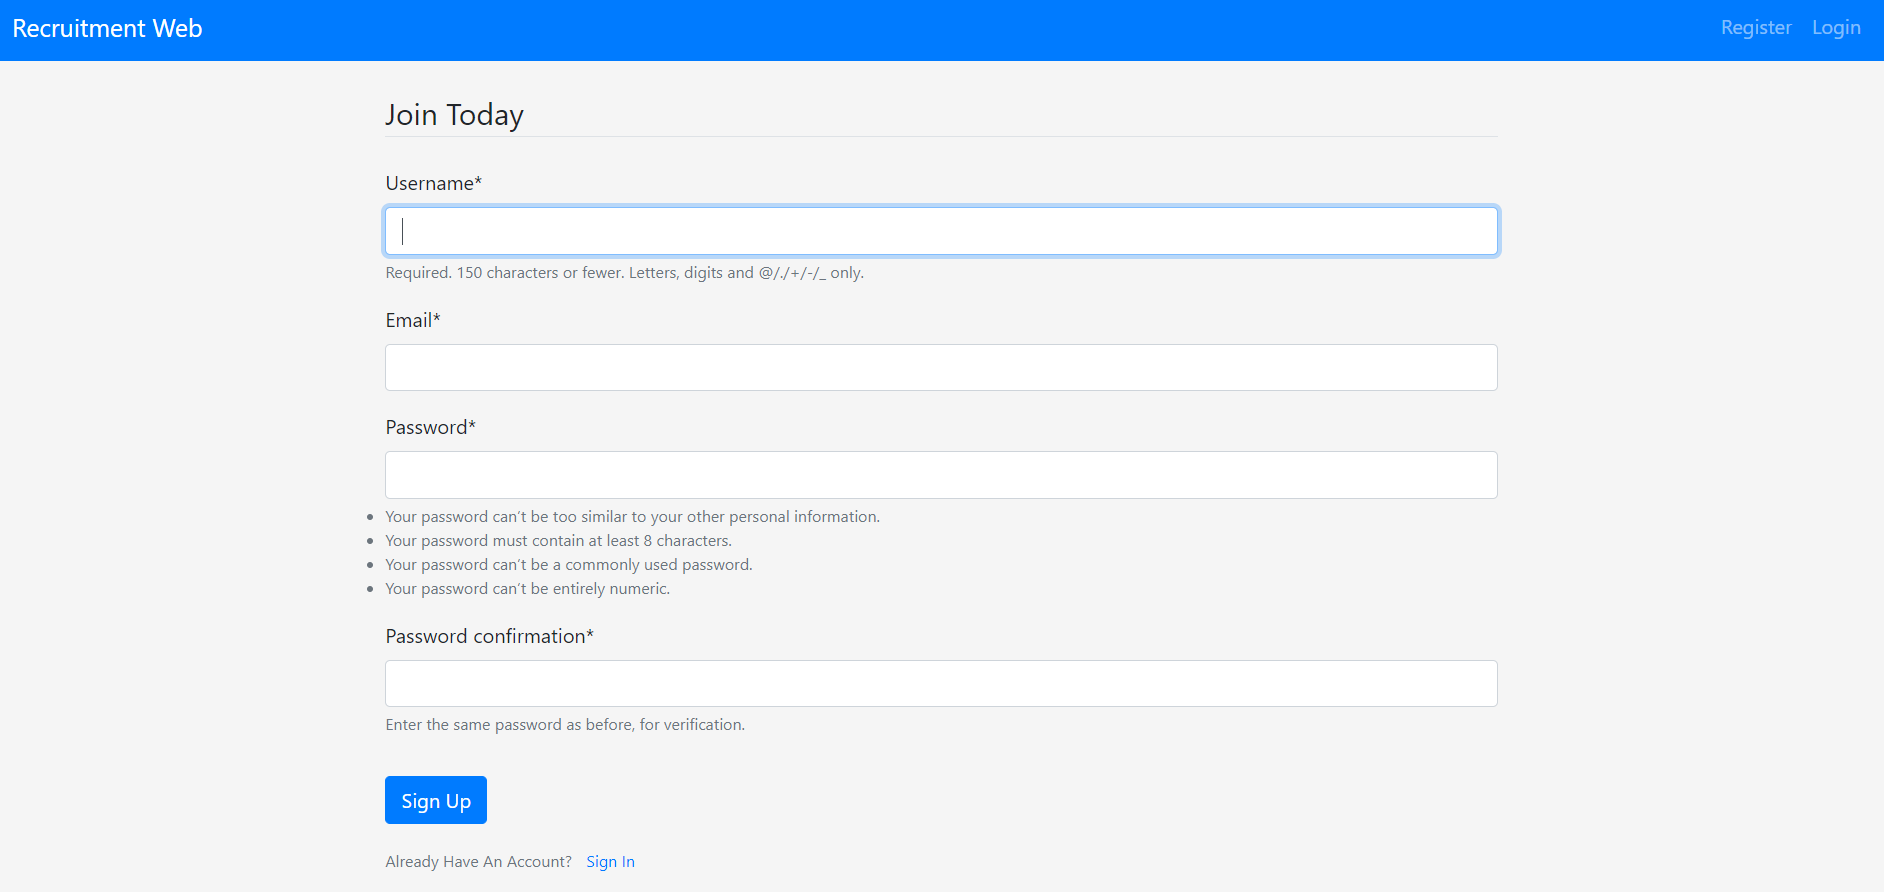 Recruitment Web
Register Login
Join Today
Username*
Required. 150 characters or fewer. Letters, digits and @/./+/-/_ only.
Email*
Password*
Your password can't be too similar to your other personal information.
Your password must contain at least 8 characters.
Your password can't be a commonly used password.
Your password can't be entirely numeric.
Password confirmation*
Enter the same password as before, for verification.
Sign Up
Already Have An Account? Sign In